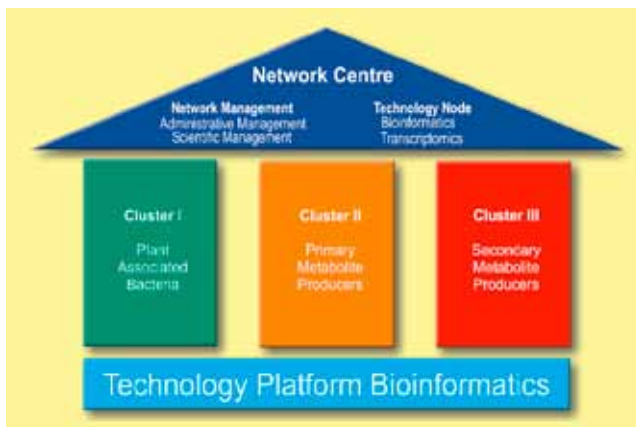 Network Centre
Network Management
Administrative Management
Scientific Management
Technology Node
Bioinformatics
Transcriptomics
Cluster I
Plant
Associated
Bacteria
Cluster II
Primary
Metabolite
Producers
Cluster III
Secondary
Metabolite
Producers
Technology Platform Bioinformatics